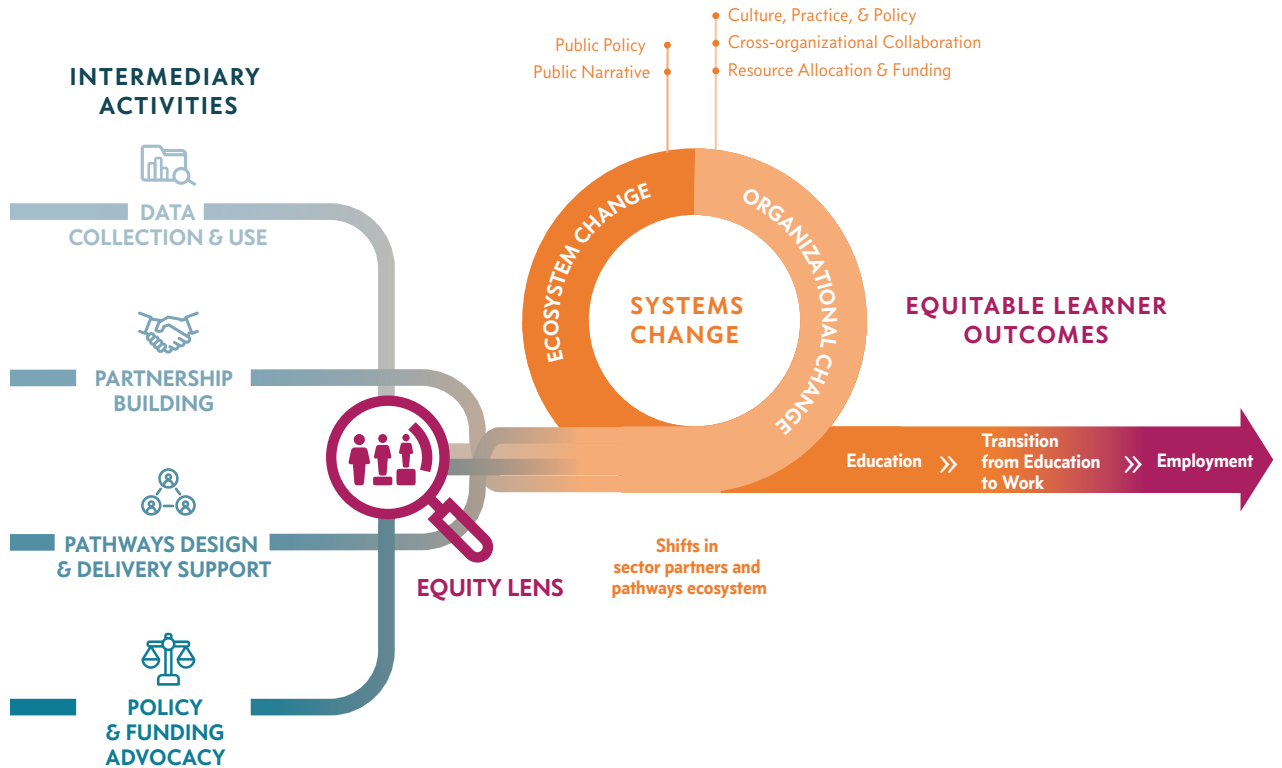 INTERMEDIARY
ACTIVITIES
DATA
COLLECTION & USE
PARTNERSHIP
BUILDING
PATHWAYS DESIGN
& DELIVERY SUPPORT
POLICY
& FUNDING
ADVOCACY
EQUITY LENS
Public Policy
Public Narrative
Culture, Practice, & Policy
Cross-organizational Collaboration
Resource Allocation & Funding
ECOSYSTEM CHANGE
ORGANIZATIONAL CHANGE
SYSTEMS
CHANGE
Shifts in
sector partners and
pathways ecosystem
EQUITABLE LEARNER
OUTCOMES
Education
Transition
from Education
to Work
Employment